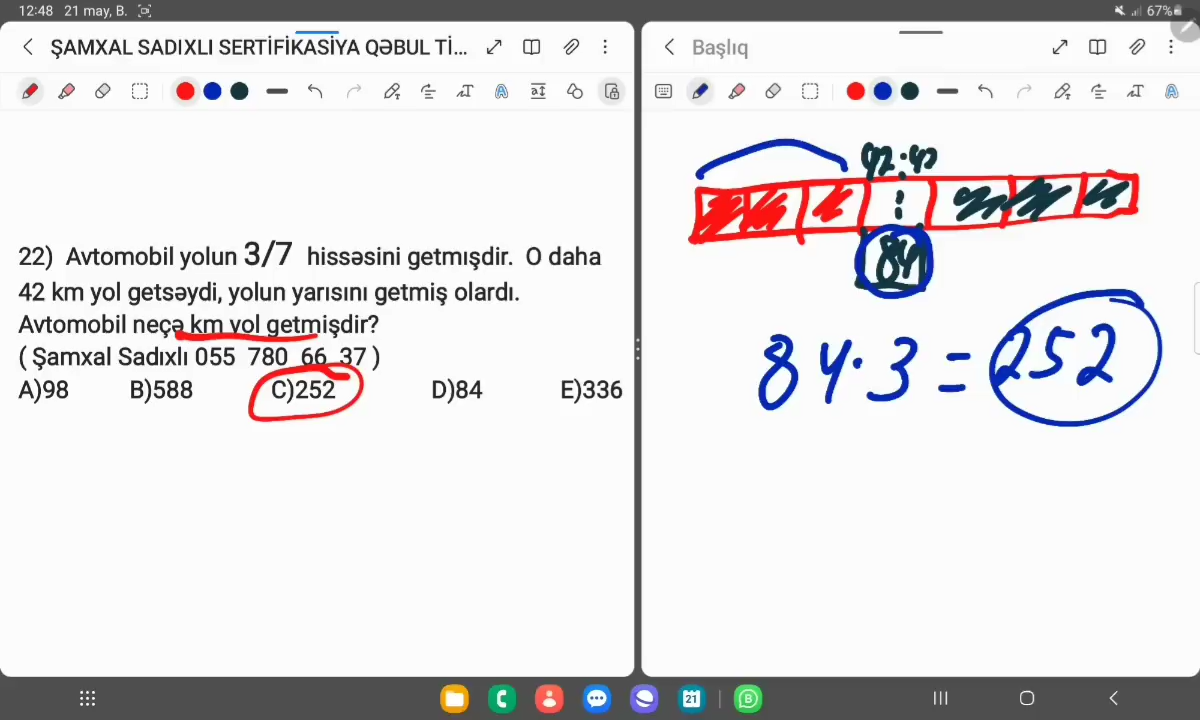 12:48 21 may, B.
67%
ŞAMXAL SADIXLI SERTİFİKASİYA QƏBUL Tİ...
Başlıq
22) Avtomobil yolun 3/7 hissəsini getmışdir. O daha
42 km yol getsəydi, yolun yarısını getmiş olardı.
Avtomobil neçə km yol getmişdir?
( Şamxal Sadıxlı 055 780 66 37 )
A)98 B)588 C)252 D)84 E)336
42 42
84
84·3=252
21